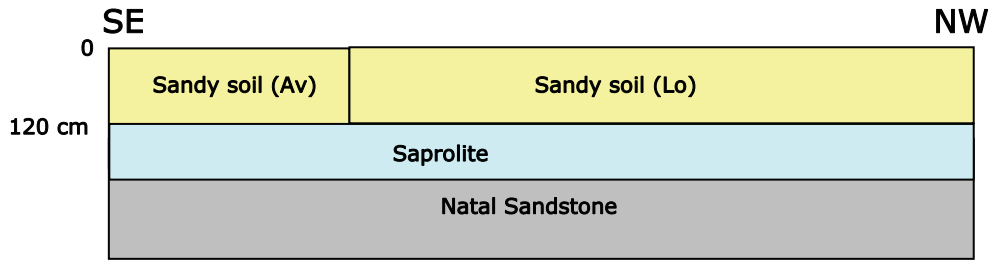 SE
NW
0
Sandy soil (Av)
Sandy soil (Lo)
120 cm
Saprolite
Natal Sandstone